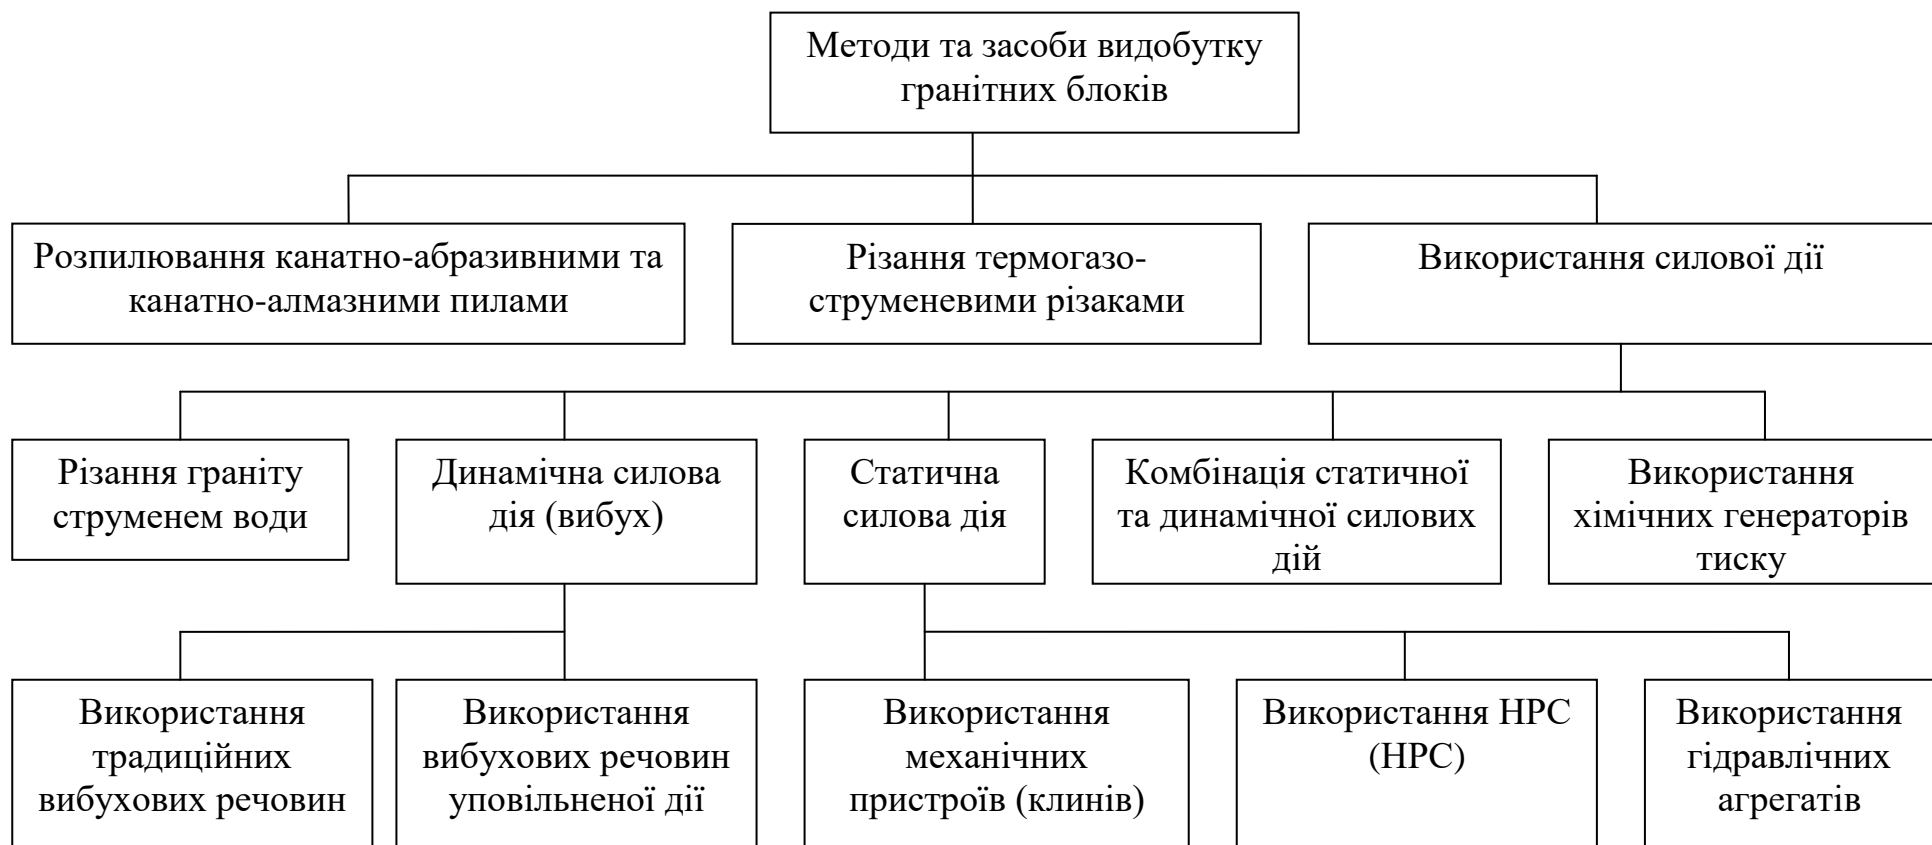 Методи та засоби видобутку
гранітних блоків
Розпилювання канатно-абразивними та
канатно-алмазними пилами
Різання термогазо-
струменевими різаками
Використання силової дії
Різання граніту
струменем води
Динамічна силова
дія (вибух)
Статична
силова дія
Комбінація статичної
та динамічної силових
дій
Використання
хімічних генераторів
тиску
Використання
традиційних
вибухових речовин
Використання
вибухових речовин
уповільненої дії
Використання
механічних
пристроїв (клинів)
Використання НРС
(НРС)
Використання
гідравлічних
агрегатів